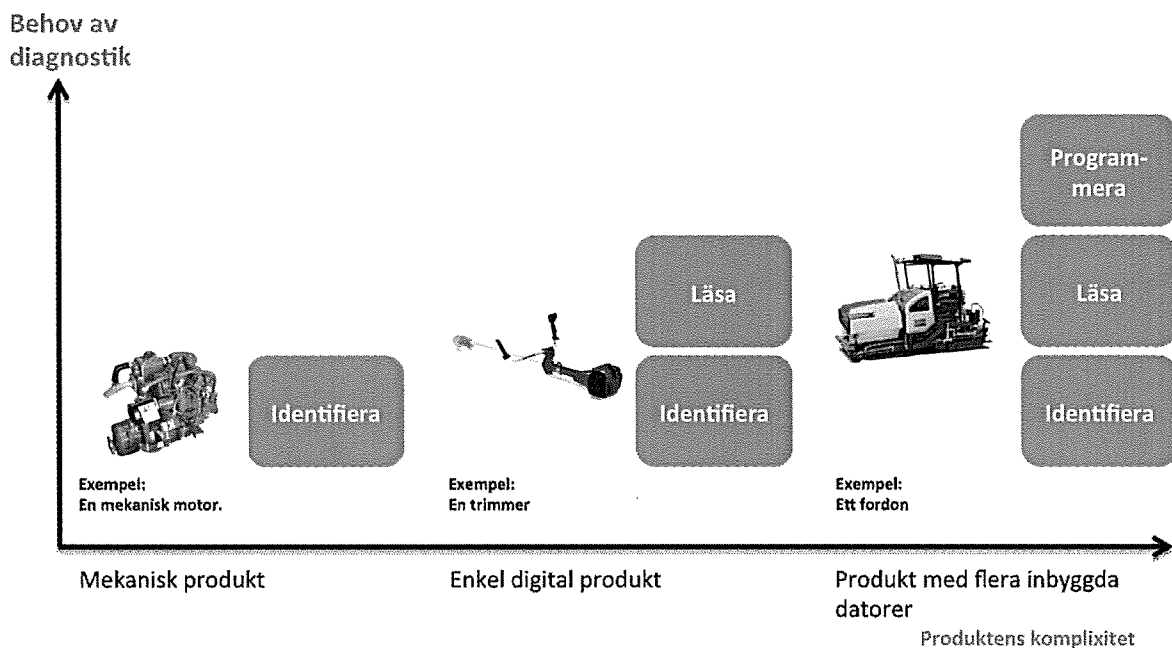 Behov av
diagnostik
Program-
mera
Läsa
Läsa
Identifiera
Identifiera
Identifiera
Exempel:
En mekanisk motor.
Exempel:
En trimmer
Exempel:
Ett fordon
Mekanisk produkt
Enkel digital produkt
Produkt med flera inbyggda
datorer
Produktens komplixitet